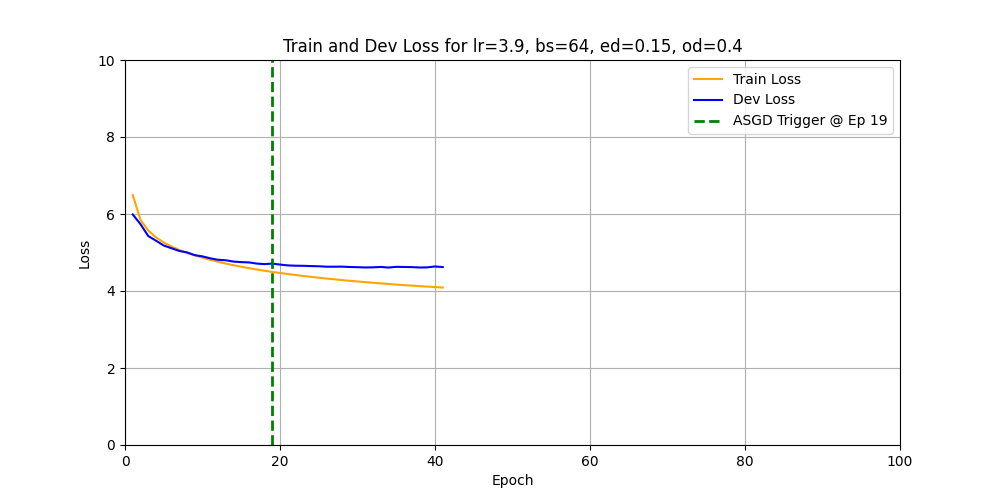 Train and Dev Loss for lr=3.9, bs=64, ed=0.15, od=0.4
Train Loss
Dev Loss
ASGD Trigger @ Ep 19
Loss
10
8
6
4
2
0
0 20 40 60 80 100
Epoch